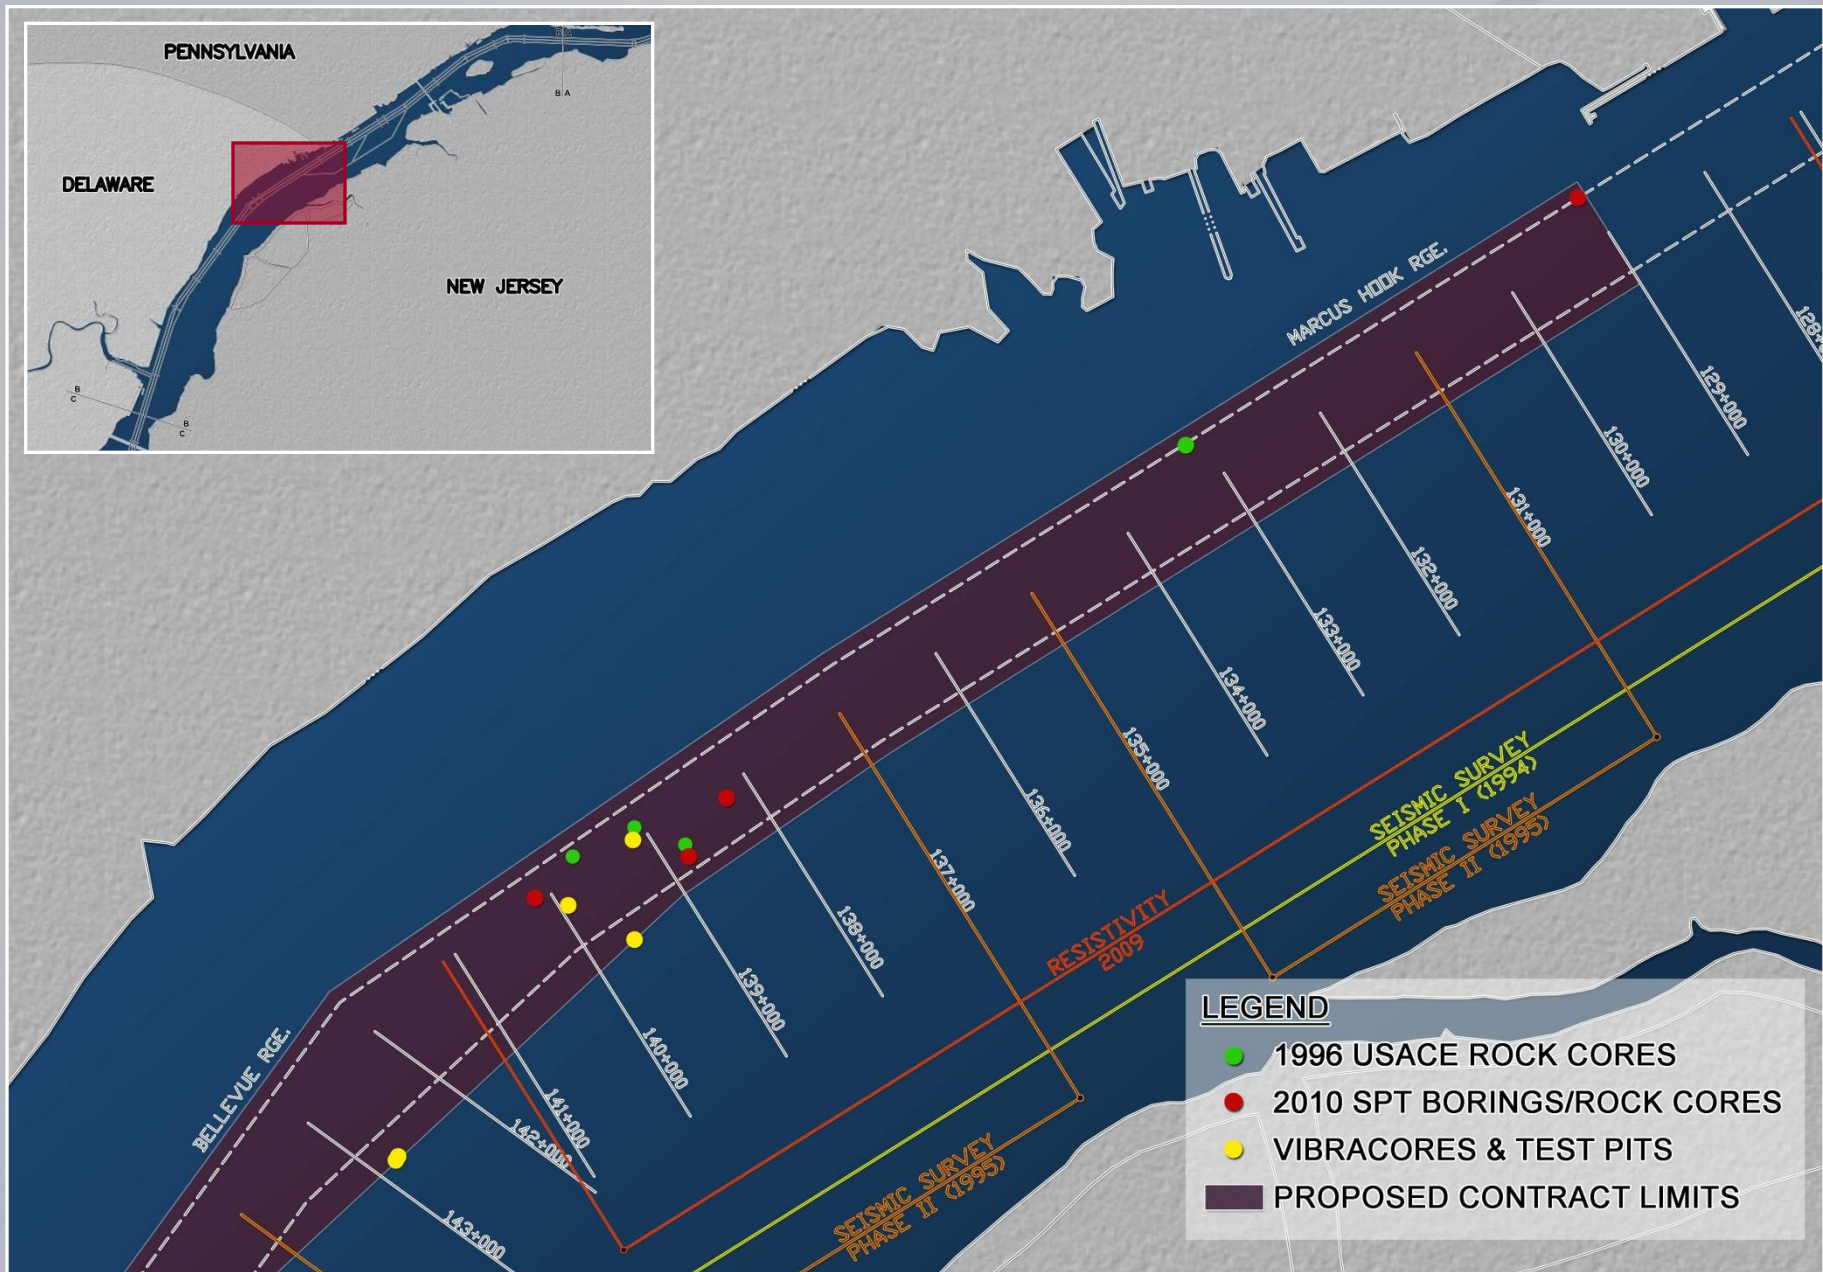 PENNSYLVANIA
B A
B A
DELAWARE
NEW JERSEY
B
C
B
C
MARCUS HOOK RGE.
129+000
130+000
131+000
132+000
133+000
134+000
135+000
136+000
137+000
138+000
139+000
140+000
141+000
142+000
143+000
BELLEVUE RGE.
SEISMIC SURVEY
PHASE I (1994)
SEISMIC SURVEY
PHASE II (1995)
RESISTIVITY
2009
SEISMIC SURVEY
PHASE II (1995)
LEGEND
1996 USACE ROCK CORES
2010 SPT BORINGS/ROCK CORES
VIBRACORES & TEST PITS
PROPOSED CONTRACT LIMITS